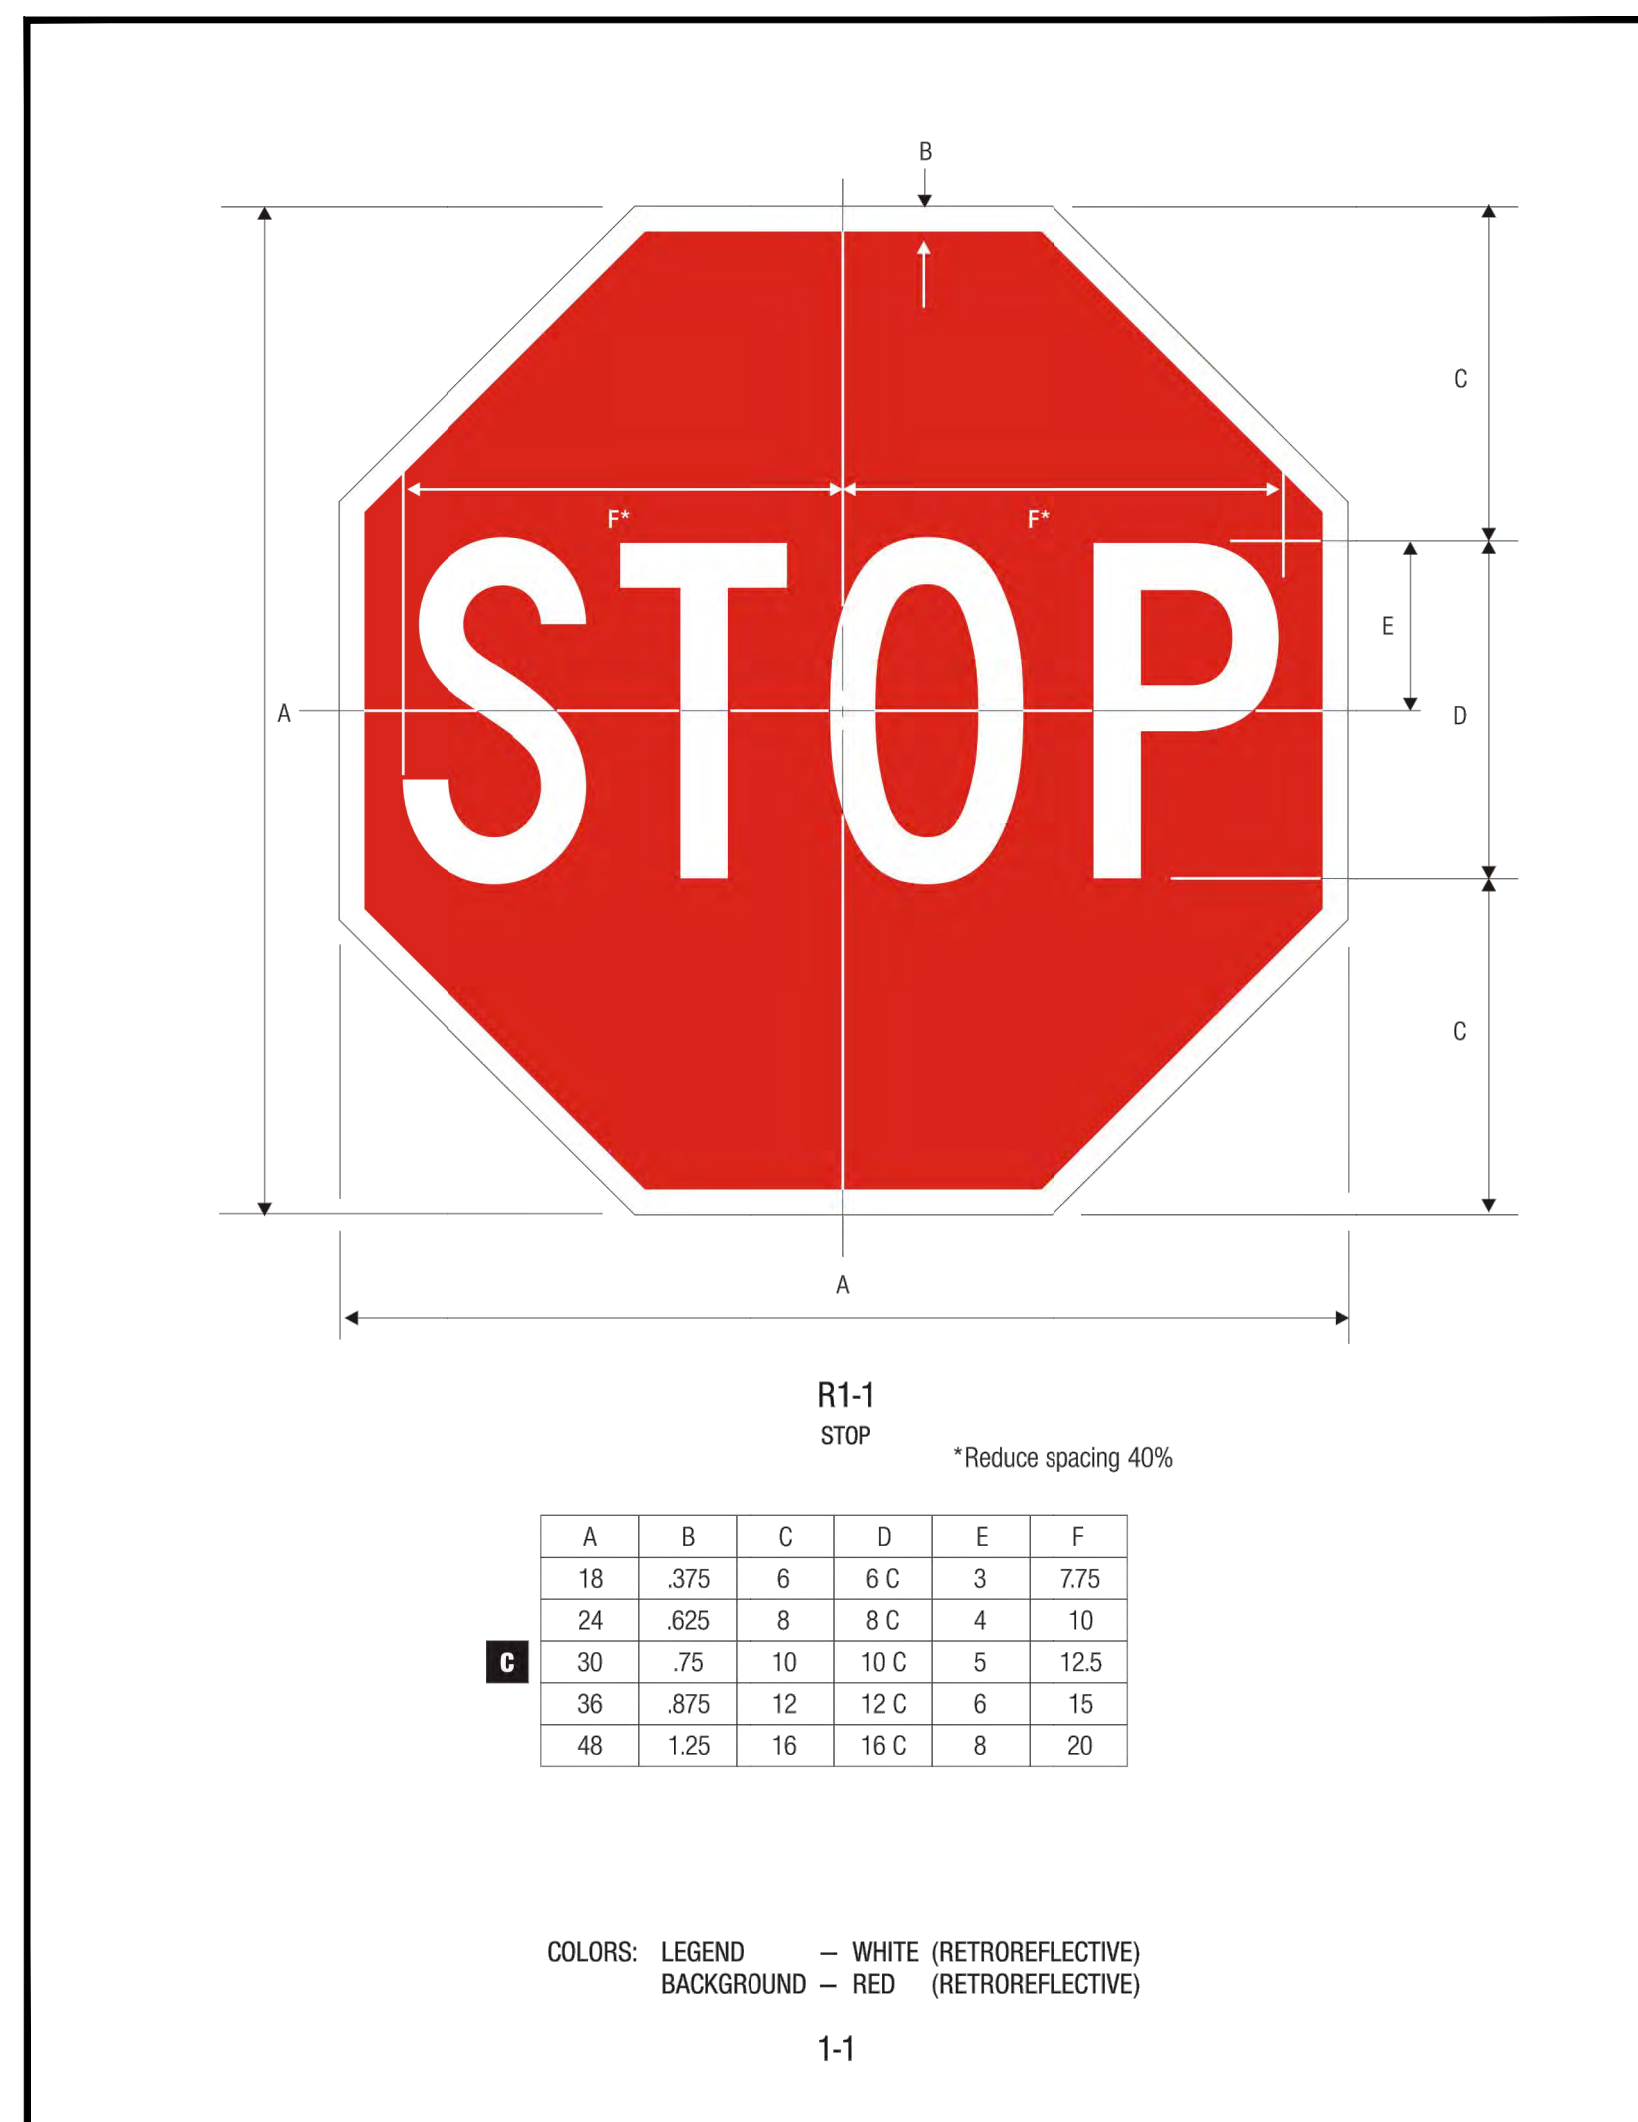 B
C
F* F*
STOP
E
A D
C
A
R1-1
STOP
*Reduce spacing 40%
A B C D E F
18 .375 6 6 C 3 7.75
24 .625 8 8 C 4 10
C 30 .75 10 10 C 5 12.5
36 .875 12 12 C 6 15
48 1.25 16 16 C 8 20
COLORS: LEGEND – WHITE (RETROREFLECTIVE)
BACKGROUND – RED (RETROREFLECTIVE)
1-1